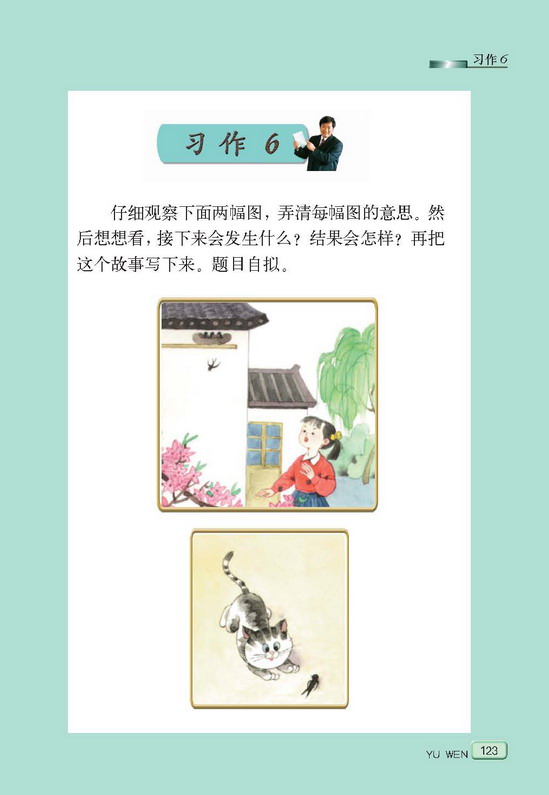 习作6
习作6
仔细观察下面两幅图，弄清每幅图的意思。然
后想想看，接下来会发生什么？结果会怎样？再把
这个故事写下来。题目自拟。
YU WEN 123